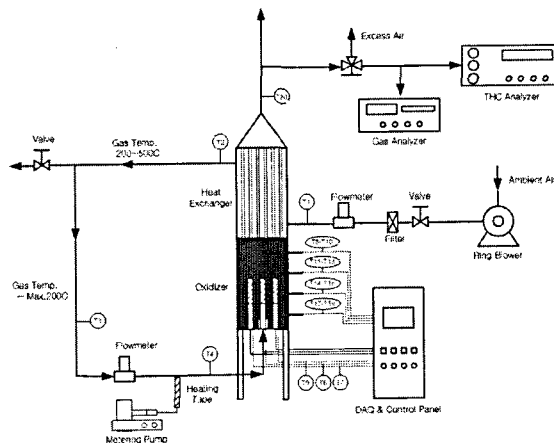 Excess Air
THC Analyzer
Gas Analyzer
Valve
Gas Temp.
200~500C
T2
Heat
Exchanger
T1
Flowmeter
Valve
Ambient Air
Filter
Ring Blower
Oxidizer
Gas Temp.
~ Max.200C
T3
Flowmeter
T4
Heating
Tape
Metering Pump
DAQ & Control Panel